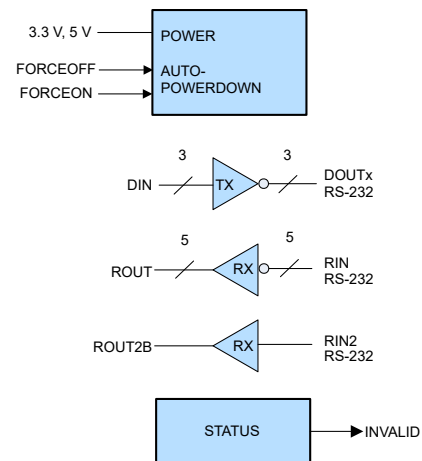 3.3 V, 5 V
POWER
FORCEOFF
AUTO-
POWERDOWN
FORCEON
3
3
DIN
TX
DOUTx
RS-232
5
5
ROUT
RX
RIN
RS-232
ROUT2B
RX
RIN2
RS-232
STATUS
INVALID